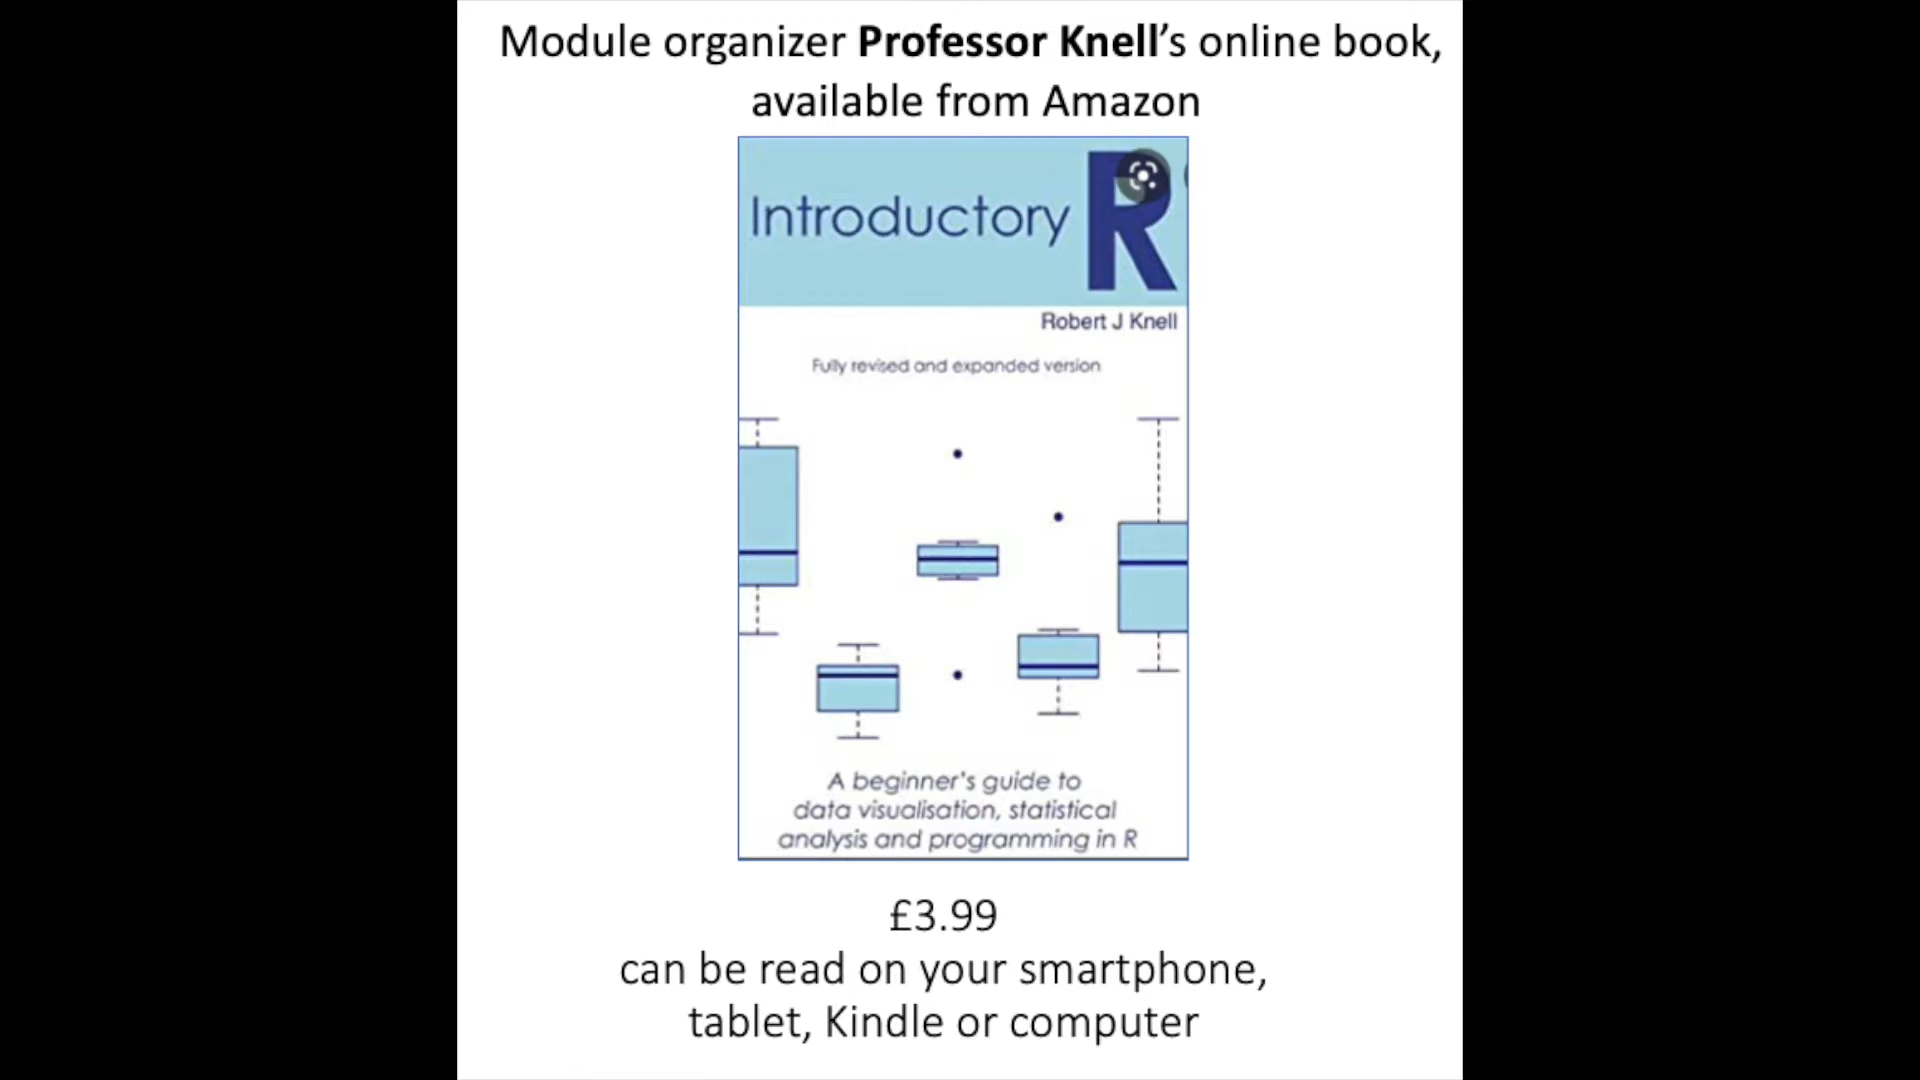 Module organizer Professor Knell's online book,
available from Amazon
Introductory R
Robert J Knell
Fully revised and expanded version
A beginner's guide to
data visualisation, statistical
analysis and programming in R
£3.99
can be read on your smartphone,
tablet, Kindle or computer